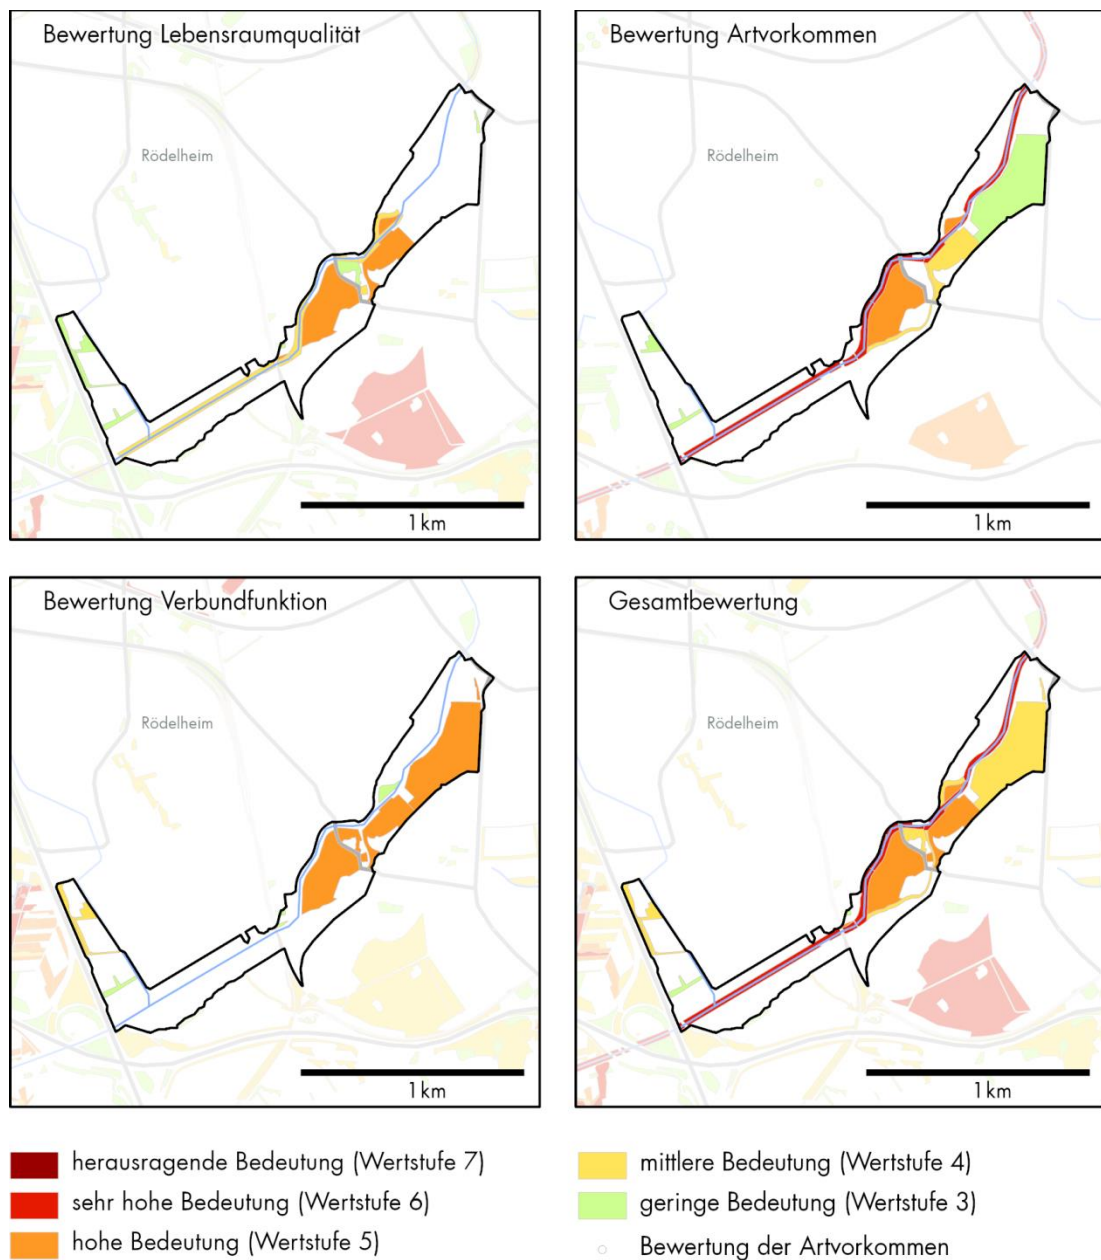 Bewertung Lebensraumqualität
Rödelheim
1 km
Bewertung Artvorkommen
Rödelheim
1 km
Bewertung Verbundfunktion
Rödelheim
1 km
Gesamtbewertung
Rödelheim
1 km
herausragende Bedeutung (Wertstufe 7)
sehr hohe Bedeutung (Wertstufe 6)
hohe Bedeutung (Wertstufe 5)
mittlere Bedeutung (Wertstufe 4)
geringe Bedeutung (Wertstufe 3)
Bewertung der Artvorkommen